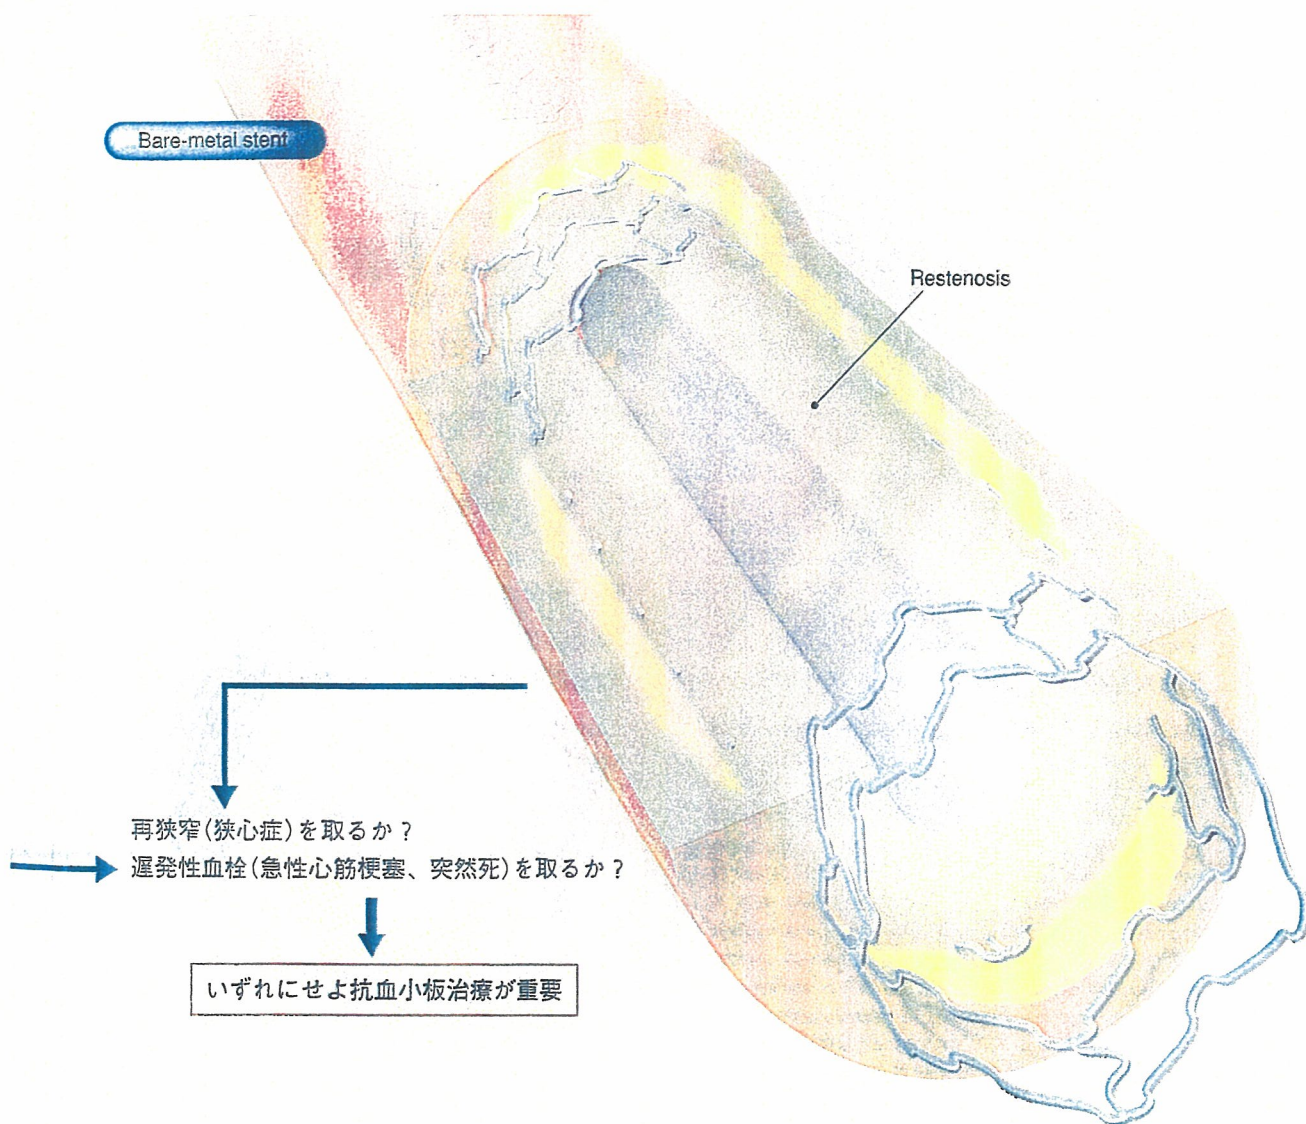 Bare-metal stent
Restenosis
再狭窄(狭心症)を取るか?
遅発性血栓(急性心筋梗塞、突然死)を取るか?
いずれにせよ抗血小板治療が重要